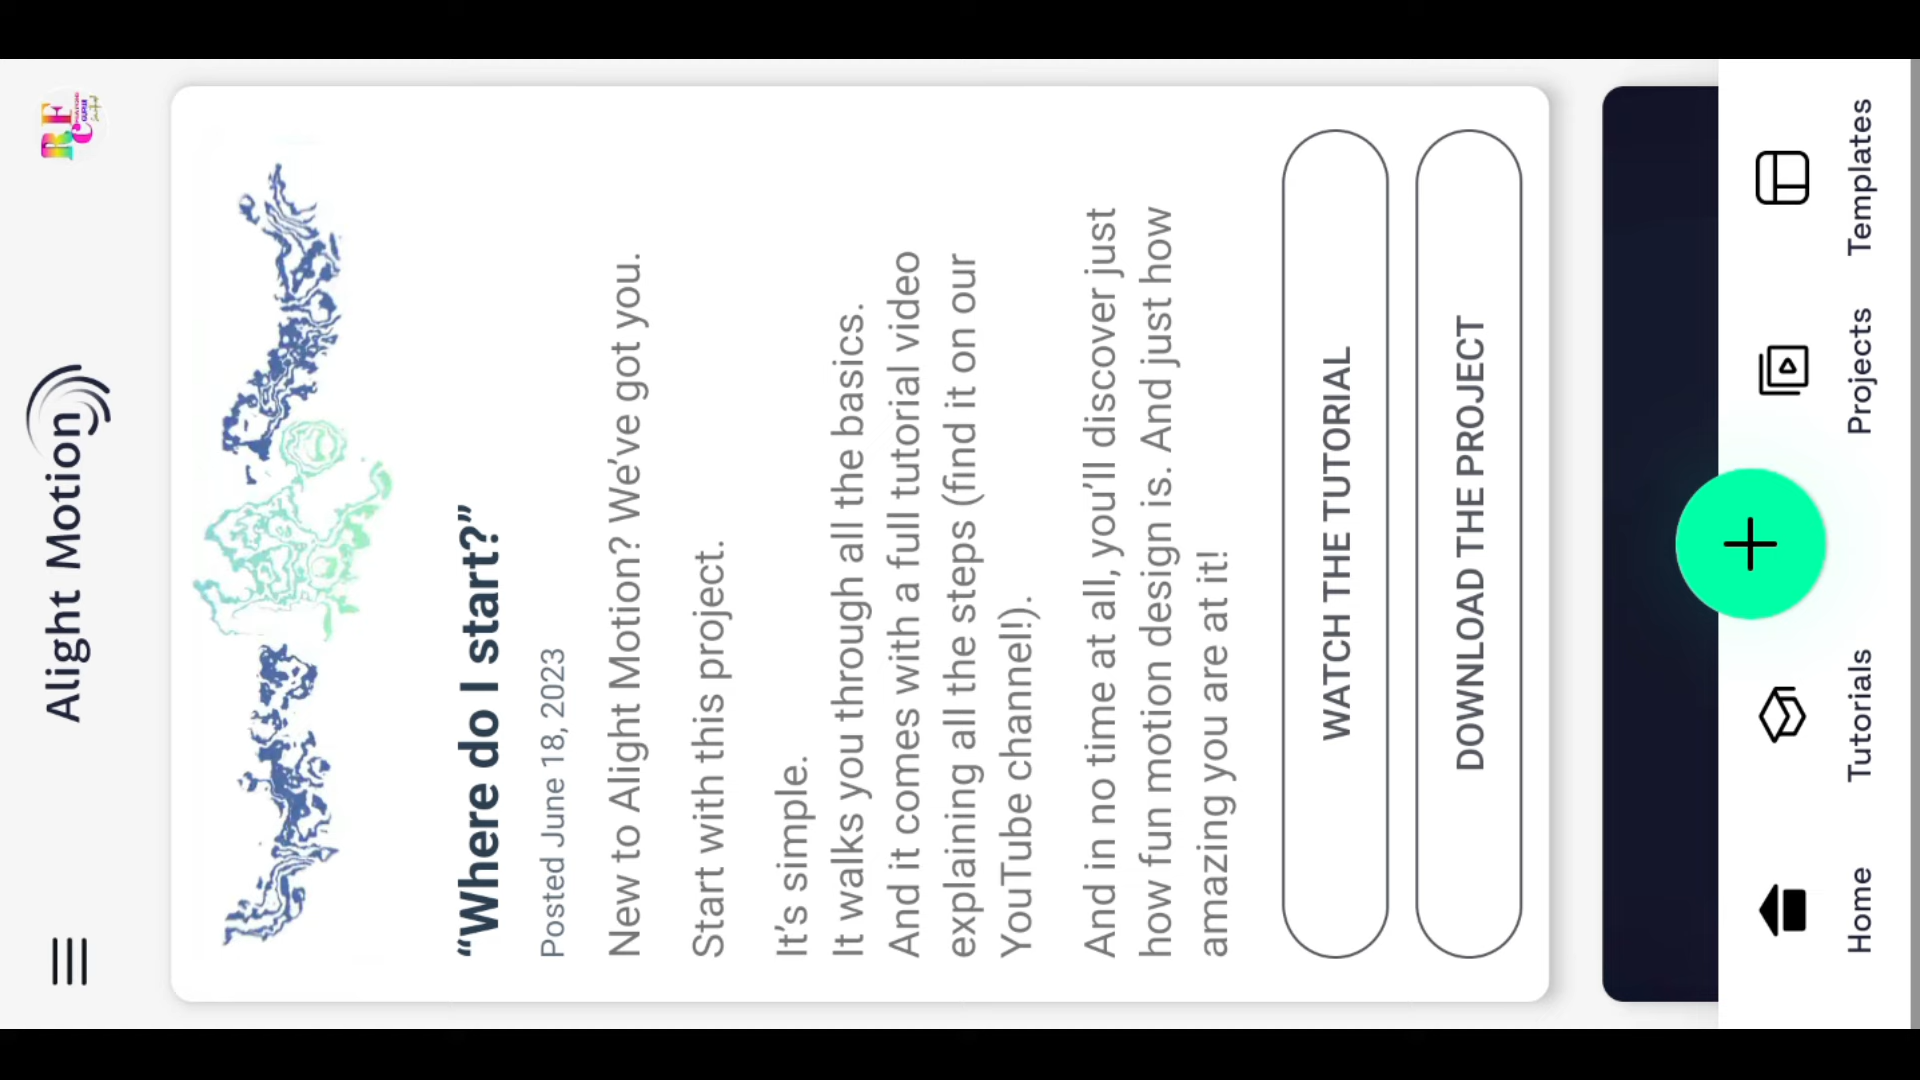 Alight Motion
“Where do I start?”
Posted June 18, 2023
New to Alight Motion? We’ve got you.
Start with this project.
It’s simple.
It walks you through all the basics.
And it comes with a full tutorial video
explaining all the steps (find it on our
YouTube channel!).
And in no time at all, you’ll discover just
how fun motion design is. And just how
amazing you are at it!
WATCH THE TUTORIAL
DOWNLOAD THE PROJECT
Home
Tutorials
Projects
Templates